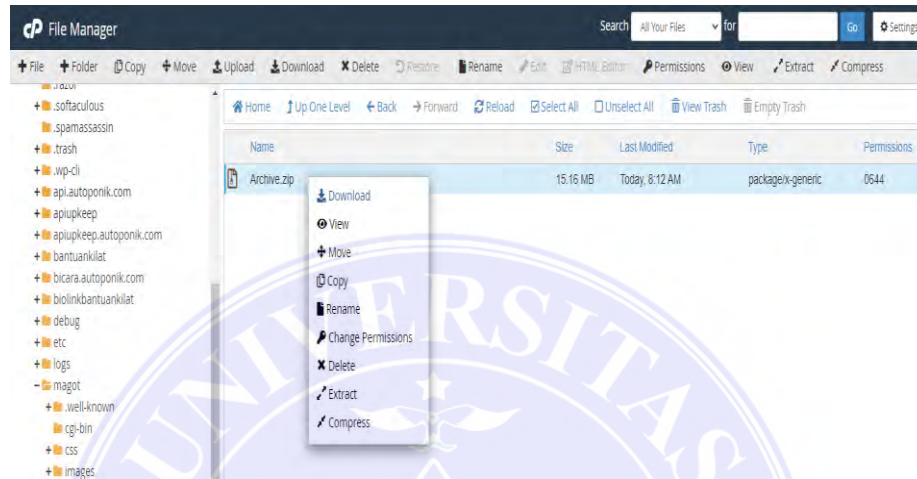 cP File Manager
Search All Your Files for Go Settings
File Folder Copy Move Upload Download Delete Restore Rename Edit HTML Editor Permissions View Extract Compress
.razor
.softaculous
.spamassassin
.trash
.wp-cli
api.autoponik.com
apiupkeep
apiupkeep.autoponik.com
bantuankilat
bicara.autoponik.com
biolinkbantuankilat
debug
etc
logs
magot
.well-known
cgi-bin
css
images
Home Up One Level Back Forward Reload Select All Unselect All View Trash Empty Trash
Name Size Last Modified Type Permissions
Archive.zip 15.16 MB Today, 8:12 AM package/x-generic 0644
Download
View
Move
Copy
Rename
Change Permissions
Delete
Extract
Compress
UNIVERSITAS